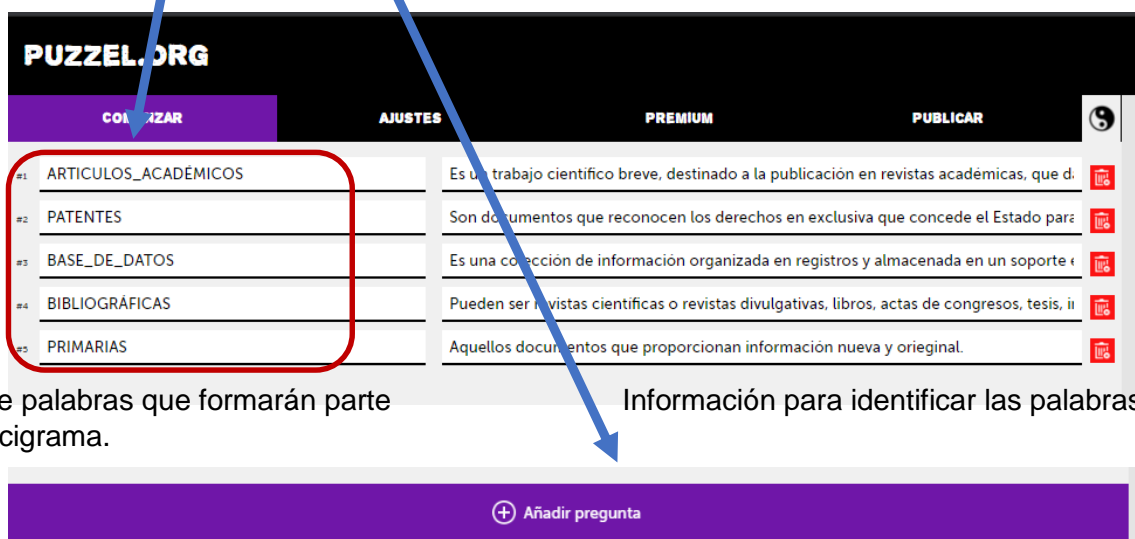 PUZZEL.ORG
COMENZAR AJUSTES PREMIUM PUBLICAR
#1 ARTICULOS_ACADÉMICOS Es un trabajo científico breve, destinado a la publicación en revistas académicas, que da
#2 PATENTES Son documentos que reconocen los derechos en exclusiva que concede el Estado para
#3 BASE_DE_DATOS Es una colección de información organizada en registros y almacenada en un soporte e
#4 BIBLIOGRÁFICAS Pueden ser revistas científicas o revistas divulgativas, libros, actas de congresos, tesis, i
#5 PRIMARIAS Aquellos documentos que proporcionan información nueva y orieginal.
e palabras que formarán parte Información para identificar las palabras
cigrama.
Añadir pregunta